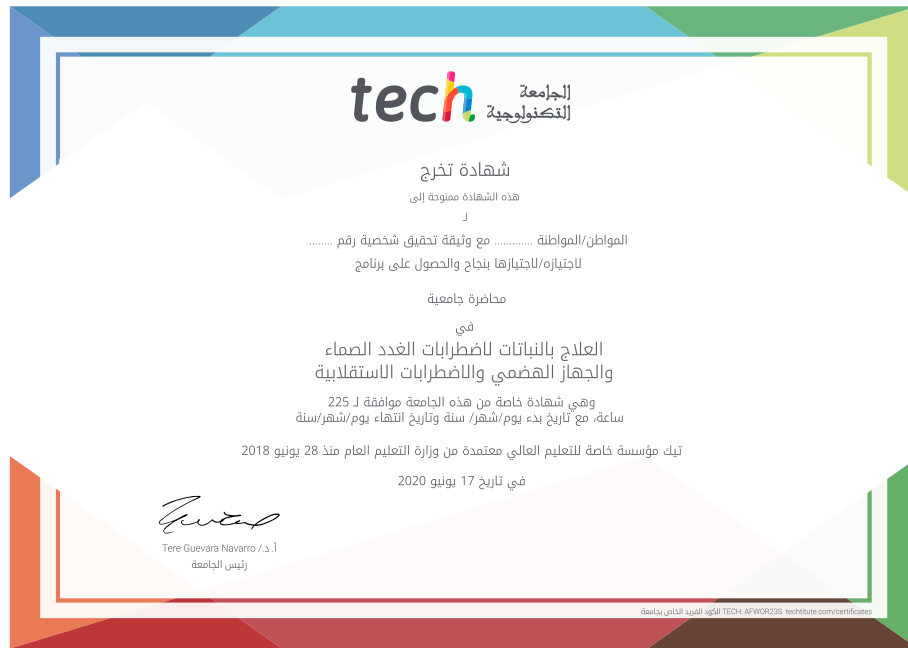 tech الجامعة
التكنولوجية
شهادة تخرج
هذه الشهادة ممنوحة إلى
لـ
المواطن/المواطنة ............. مع وثيقة تحقيق شخصية رقم ........
لاجتيازه/لاجتيازها بنجاح والحصول على برنامج
محاضرة جامعية
في
العلاج بالنباتات لاضطرابات الغدد الصماء
والجهاز الهضمي والاضطرابات الاستقلابية
وهي شهادة خاصة من هذه الجامعة موافقة لـ 225
ساعة، مع تاريخ بدء يوم/شهر/ سنة وتاريخ انتهاء يوم/شهر/سنة
تيك مؤسسة خاصة للتعليم العالي معتمدة من وزارة التعليم العام منذ 28 يونيو 2018
في تاريخ 17 يونيو 2020
أ. د./ Tere Guevara Navarro
رئيس الجامعة
الكود الفريد الخاص بجامعة TECH: AFWOR23S techtitute.com/certificates